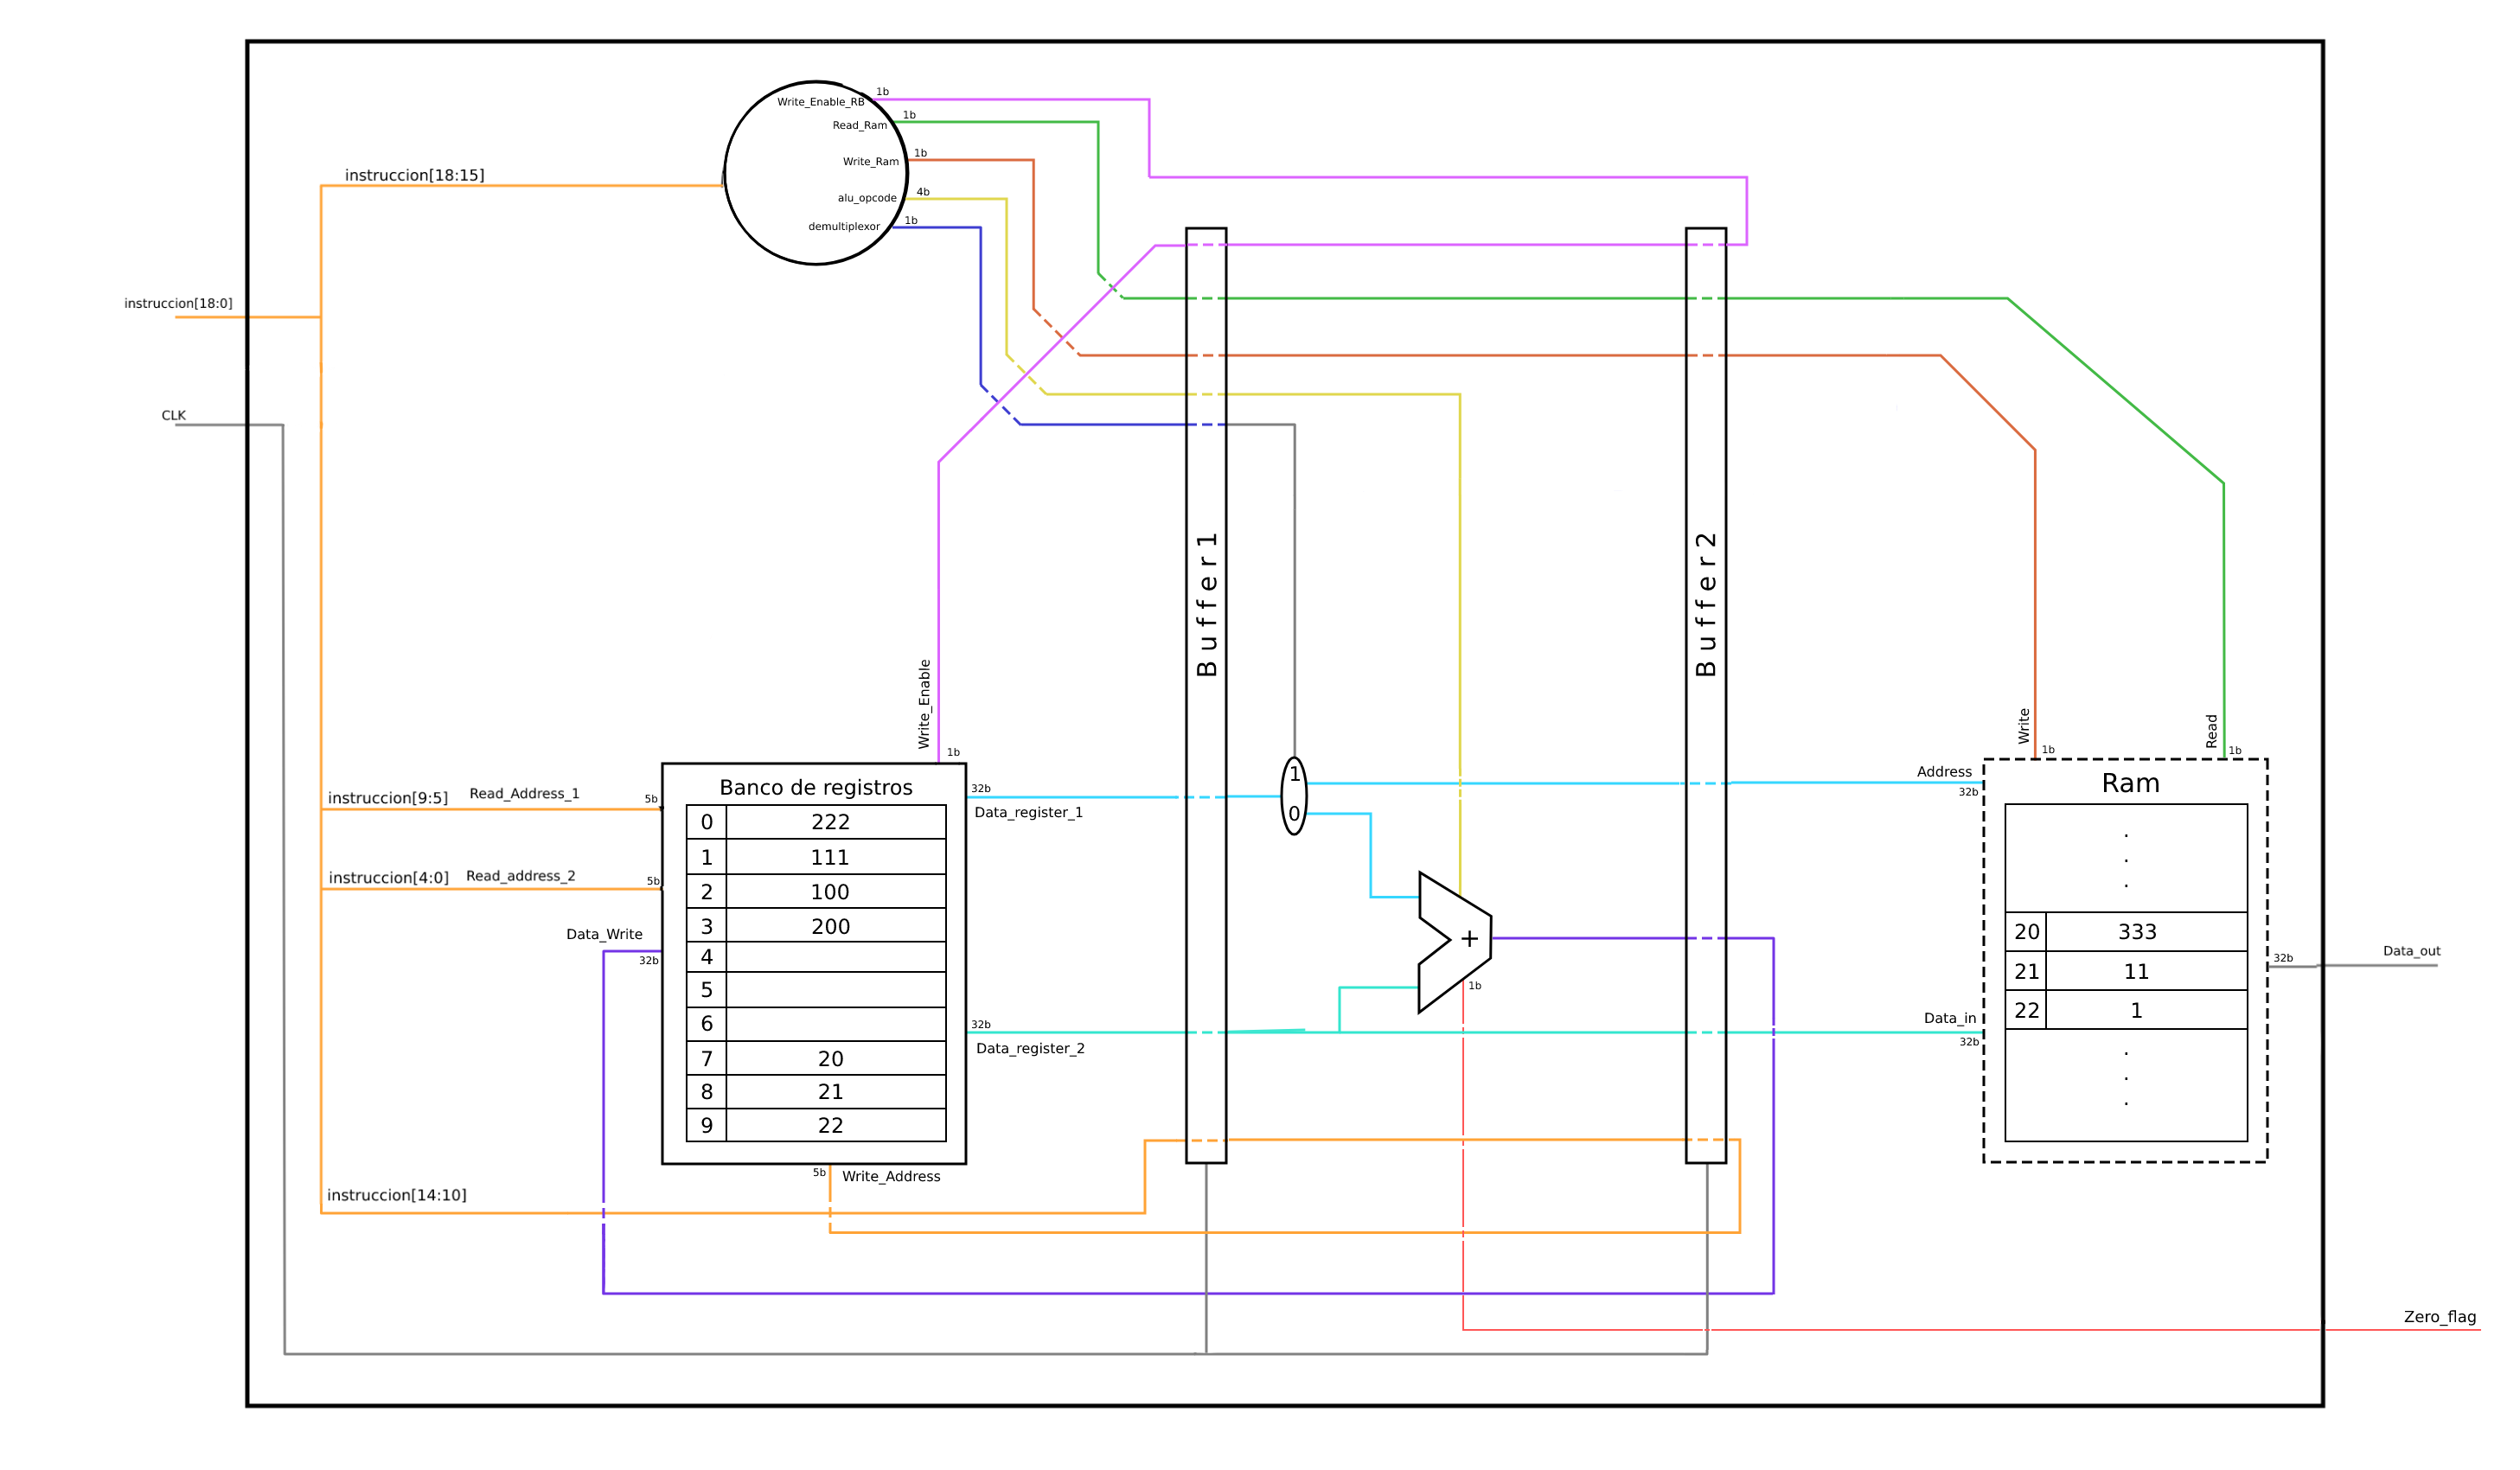 Write_Enable_RB
1b
Read_Ram
1b
Write_Ram
1b
alu_opcode
4b
demultiplexor
1b
instruccion[18:15]
instruccion[18:0]
CLK
Buffer1
Buffer2
Write_Enable
1b
Write
1b
Read
1b
instruccion[9:5]
Read_Address_1
5b
instruccion[4:0]
Read_address_2
5b
Data_Write
32b
Banco de registros
0 222
1 111
2 100
3 200
4
5
6
7 20
8 21
9 22
5b
Write_Address
instruccion[14:10]
32b
Data_register_1
32b
Data_register_2
1
0
+
1b
Address
32b
Data_in
32b
Ram
.
.
.
20 333
21 11
22 1
.
.
.
32b
Data_out
Zero_flag